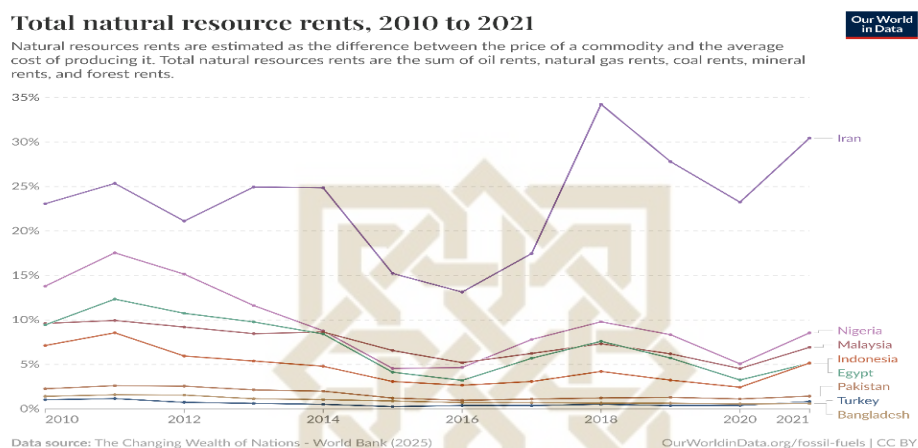 Total natural resource rents, 2010 to 2021
Our World
in Data
Natural resources rents are estimated as the difference between the price of a commodity and the average
cost of producing it. Total natural resources rents are the sum of oil rents, natural gas rents, coal rents, mineral
rents, and forest rents.
35%
30%
Iran
25%
20%
15%
10%
Nigeria
Malaysia
5%
Indonesia
Egypt
Pakistan
0%
Turkey
Bangladesh
2010
2012
2014
2016
2018
2020
2021
Data source: The Changing Wealth of Nations - World Bank (2025)
OurWorldinData.org/fossil-fuels | CC BY